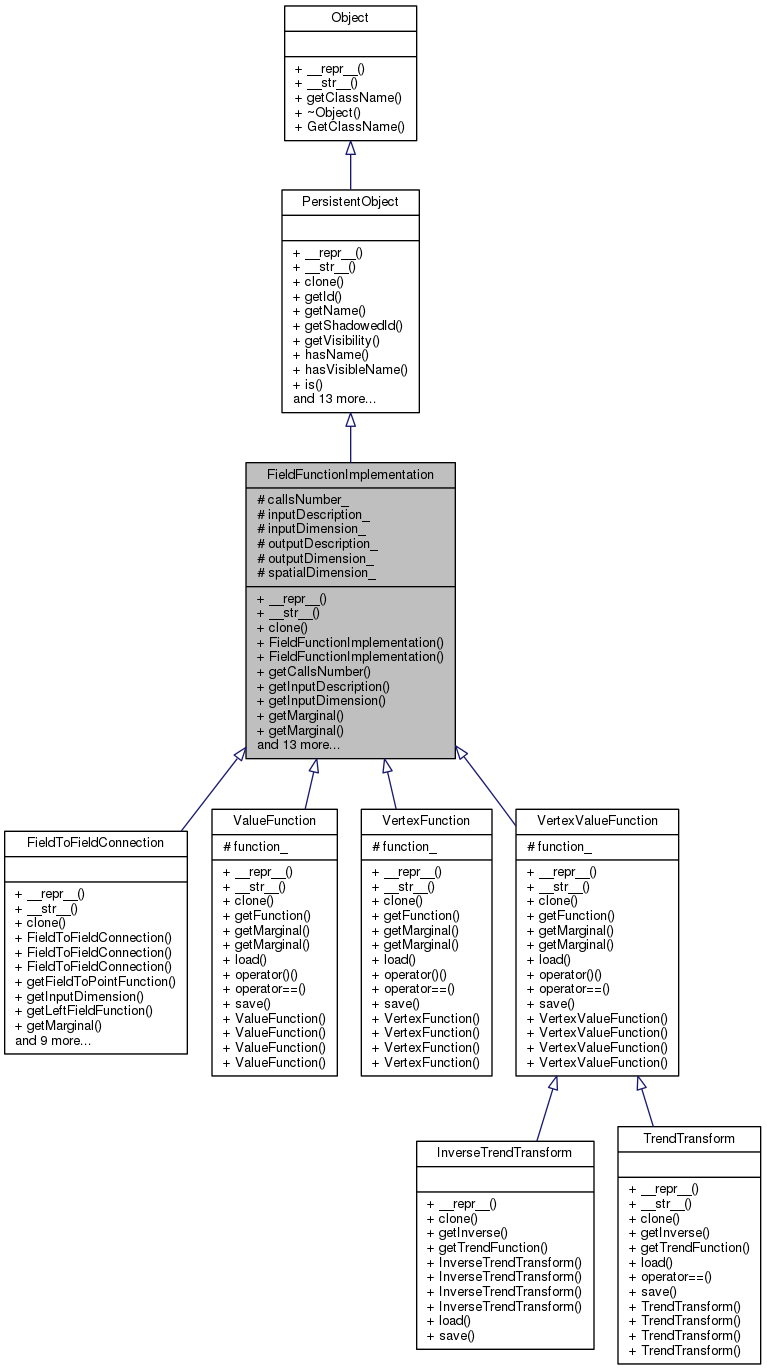 Object
+ __repr__()
+ __str__()
+ getClassName()
+ ~Object()
+ GetClassName()
PersistentObject
+ __repr__()
+ __str__()
+ clone()
+ getId()
+ getName()
+ getShadowedId()
+ getVisibility()
+ hasName()
+ hasVisibleName()
+ is()
and 13 more...
FieldFunctionImplementation
# callsNumber_
# inputDescription_
# inputDimension_
# outputDescription_
# outputDimension_
# spatialDimension_
+ __repr__()
+ __str__()
+ clone()
+ FieldFunctionImplementation()
+ FieldFunctionImplementation()
+ getCallsNumber()
+ getInputDescription()
+ getInputDimension()
+ getMarginal()
+ getMarginal()
and 13 more...
FieldToFieldConnection
+ __repr__()
+ __str__()
+ clone()
+ FieldToFieldConnection()
+ FieldToFieldConnection()
+ FieldToFieldConnection()
+ getFieldToPointFunction()
+ getInputDimension()
+ getLeftFieldFunction()
+ getMarginal()
and 9 more...
ValueFunction
# function_
+ __repr__()
+ __str__()
+ clone()
+ getFunction()
+ getMarginal()
+ getMarginal()
+ load()
+ operator()()
+ operator==()
+ save()
+ ValueFunction()
+ ValueFunction()
+ ValueFunction()
+ ValueFunction()
VertexFunction
# function_
+ __repr__()
+ __str__()
+ clone()
+ getFunction()
+ getMarginal()
+ getMarginal()
+ load()
+ operator()()
+ operator==()
+ save()
+ VertexFunction()
+ VertexFunction()
+ VertexFunction()
+ VertexFunction()
VertexValueFunction
# function_
+ __repr__()
+ __str__()
+ clone()
+ getFunction()
+ getMarginal()
+ getMarginal()
+ load()
+ operator()()
+ operator==()
+ save()
+ VertexValueFunction()
+ VertexValueFunction()
+ VertexValueFunction()
+ VertexValueFunction()
InverseTrendTransform
+ __repr__()
+ clone()
+ getInverse()
+ getTrendFunction()
+ InverseTrendTransform()
+ InverseTrendTransform()
+ InverseTrendTransform()
+ InverseTrendTransform()
+ load()
+ save()
TrendTransform
+ __repr__()
+ __str__()
+ clone()
+ getInverse()
+ getTrendFunction()
+ load()
+ operator==()
+ save()
+ TrendTransform()
+ TrendTransform()
+ TrendTransform()
+ TrendTransform()